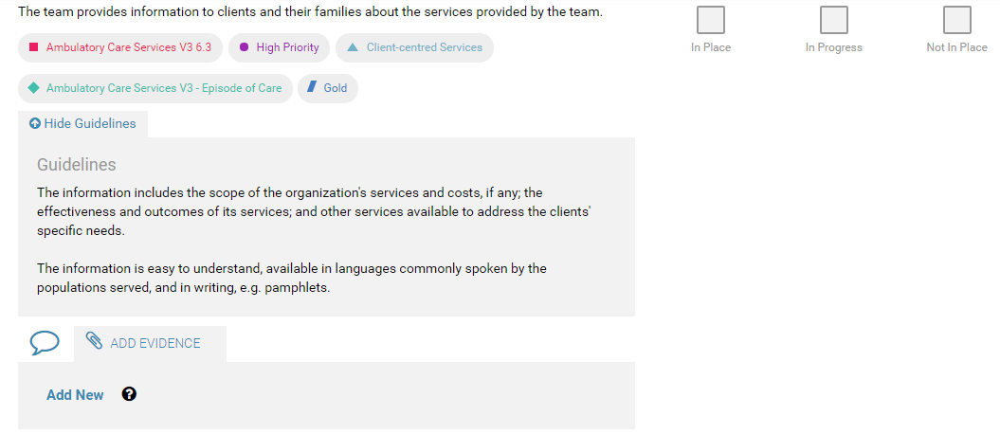 The team provides information to clients and their families about the services provided by the team.
In Place
In Progress
Not In Place
Ambulatory Care Services V3 6.3
High Priority
Client-centred Services
Ambulatory Care Services V3 - Episode of Care
Gold
Hide Guidelines
Guidelines
The information includes the scope of the organization's services and costs, if any; the
effectiveness and outcomes of its services; and other services available to address the clients'
specific needs.
The information is easy to understand, available in languages commonly spoken by the
populations served, and in writing, e.g. pamphlets.
ADD EVIDENCE
Add New ?